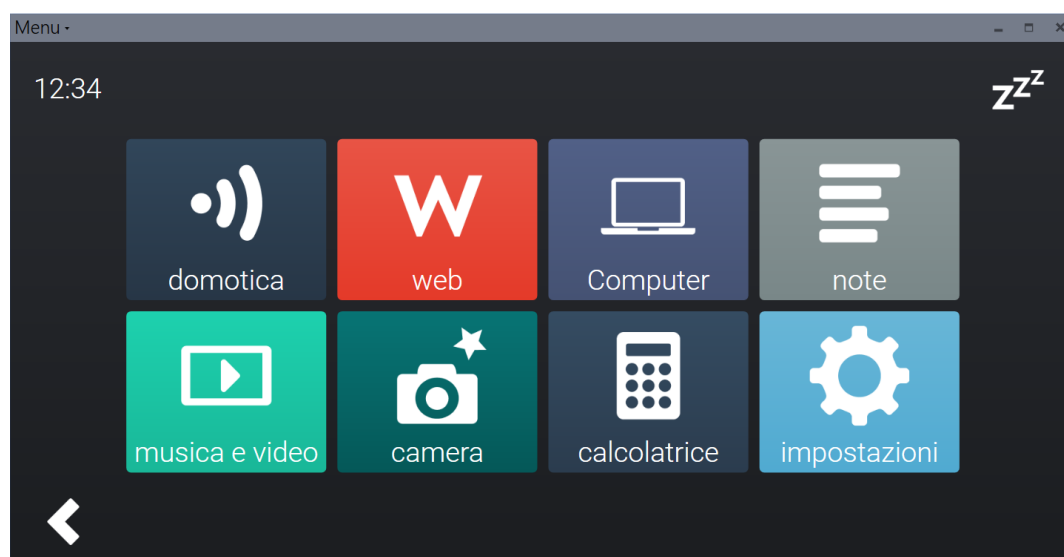 Menu
12:34
zzz
domotica
W
web
Computer
note
musica e video
camera
calcolatrice
impostazioni